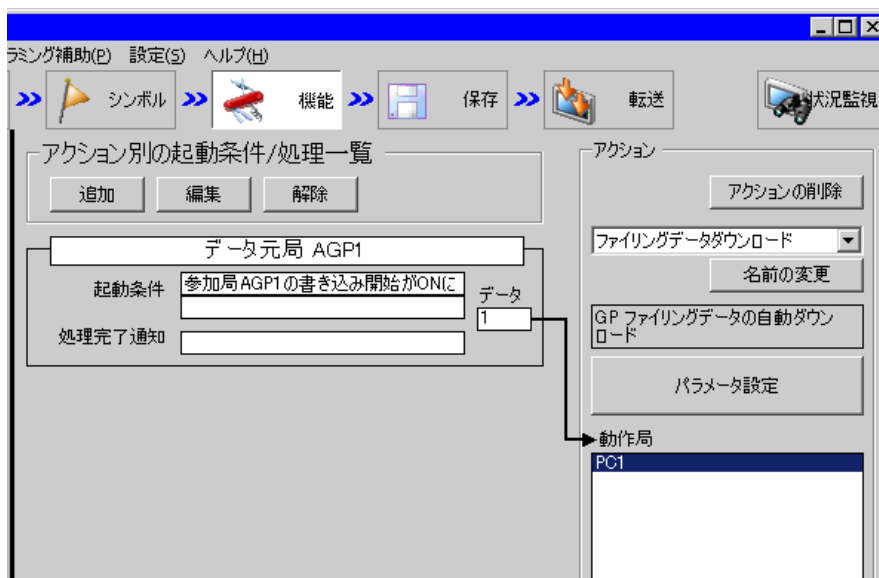 ラミング補助(P) 設定(S) ヘルプ(H)
シンボル 機能 保存 転送 状況監視
アクション別の起動条件/処理一覧
追加 編集 解除
データ元局 AGP1
起動条件 参加局AGP1の書き込み開始がON(に
データ
1
処理完了通知
アクション
アクションの削除
ファイリングデータダウンロード
名前の変更
GP ファイリングデータの自動ダウン
ロード
パラメータ設定
動作局
PC1